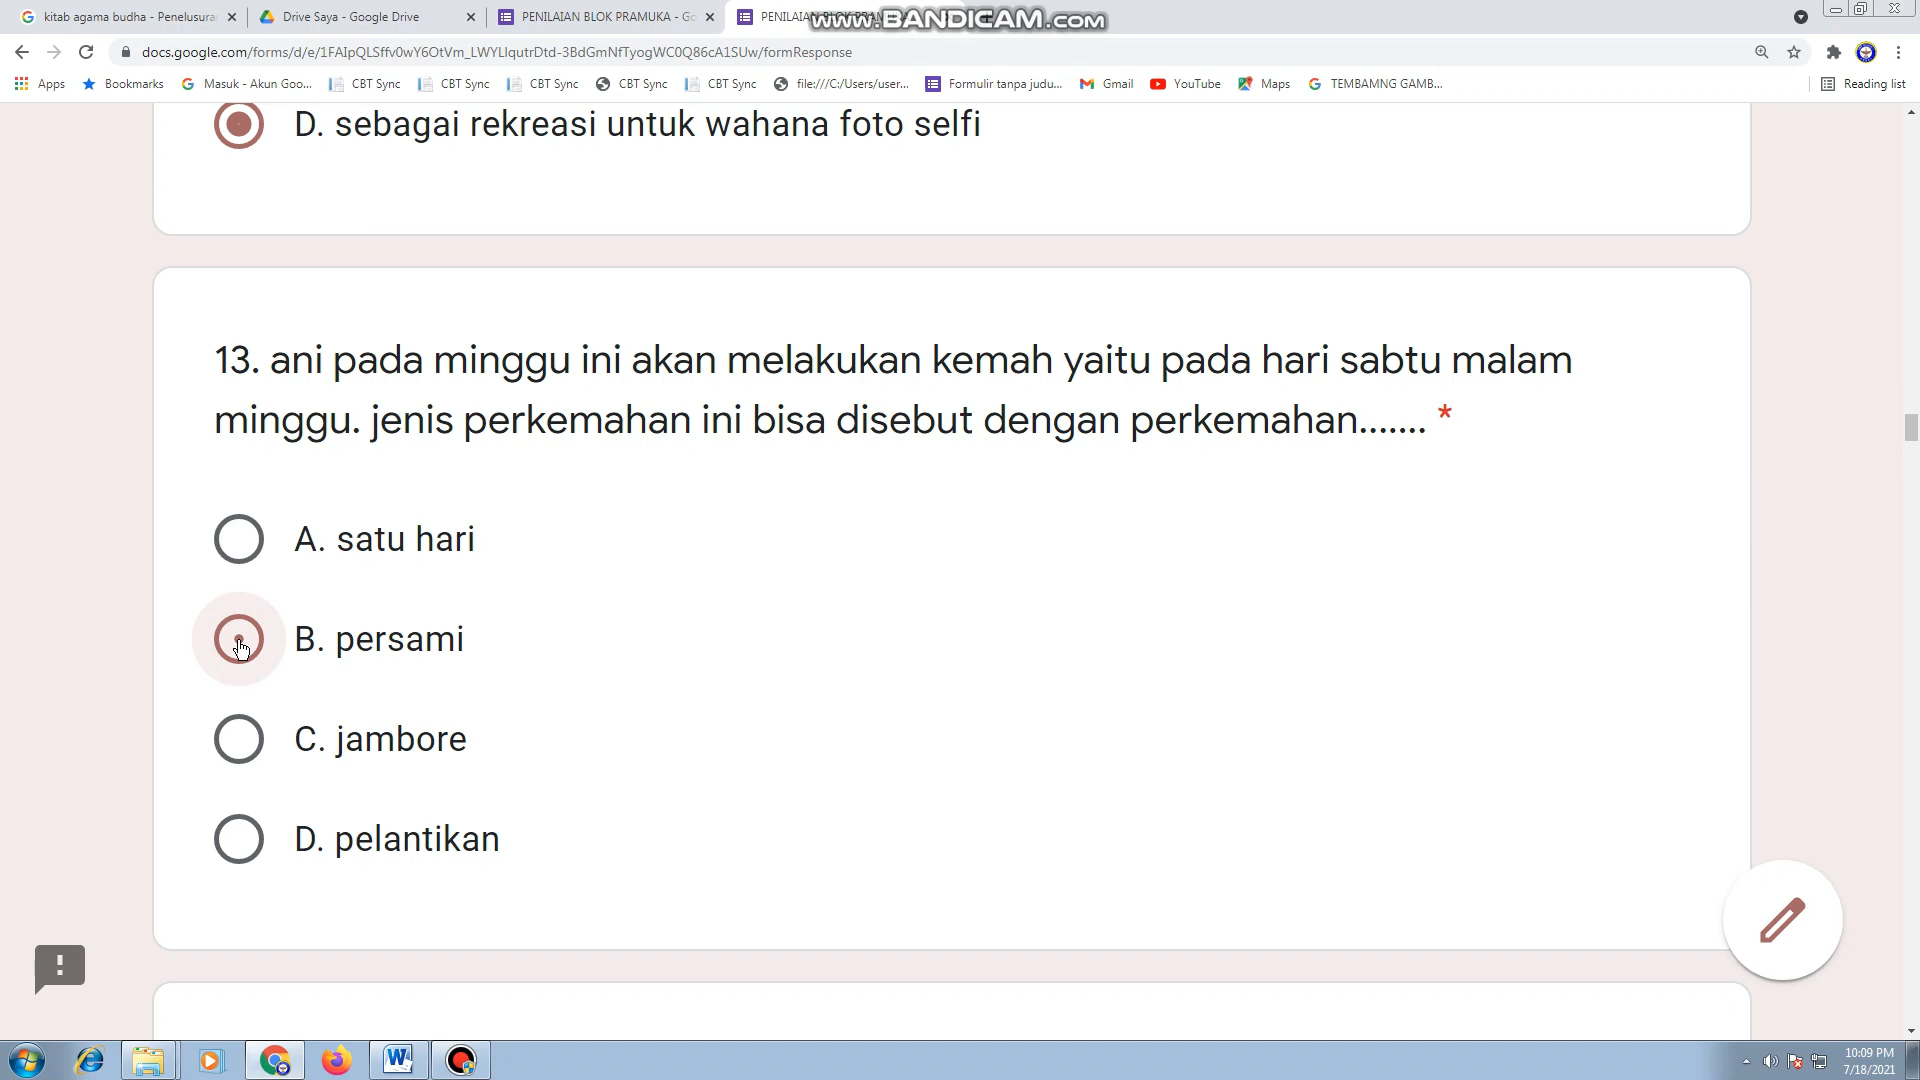 kitab agama budha - Penelusura
Drive Saya - Google Drive
PENILAIAN BLOK PRAMUKA - Go
PENILAIAN BLOK PRAMUKA
www.BANDICAM.com
docs.google.com/forms/d/e/1FAIpQLSffv0wY6OtVm_LWYLlqutrDtd-3BdGmNfTyogWC0Q86cA1SUw/formResponse
Apps
Bookmarks
Masuk - Akun Goo...
CBT Sync
CBT Sync
CBT Sync
CBT Sync
CBT Sync
file:///C:/Users/user...
Formulir tanpa judu...
Gmail
YouTube
Maps
TEMBAMNG GAMB...
Reading list
D. sebagai rekreasi untuk wahana foto selfi
13. ani pada minggu ini akan melakukan kemah yaitu pada hari sabtu malam
minggu. jenis perkemahan ini bisa disebut dengan perkemahan....... *
A. satu hari
B. persami
C. jambore
D. pelantikan
10:09 PM
7/18/2021